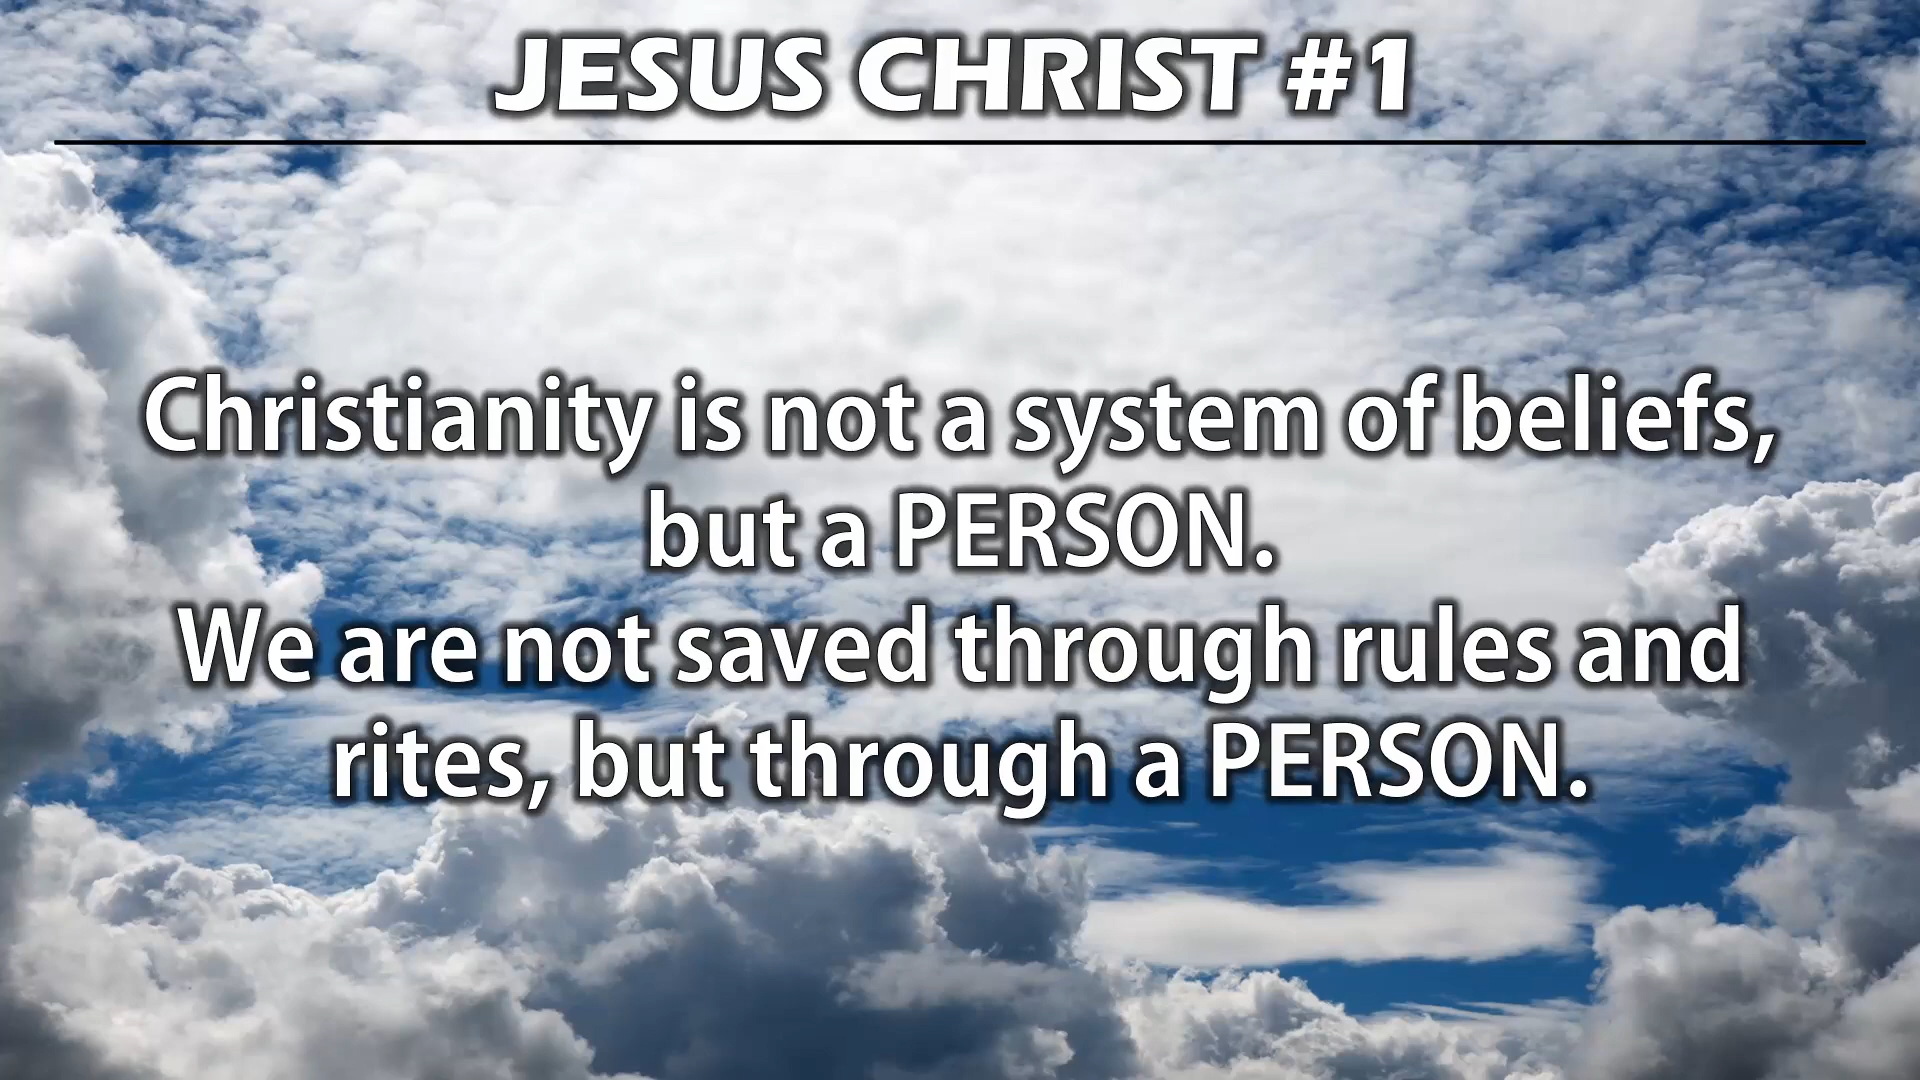 JESUS CHRIST #1
Christianity is not a system of beliefs,
but a PERSON.
We are not saved through rules and
rites, but through a PERSON.